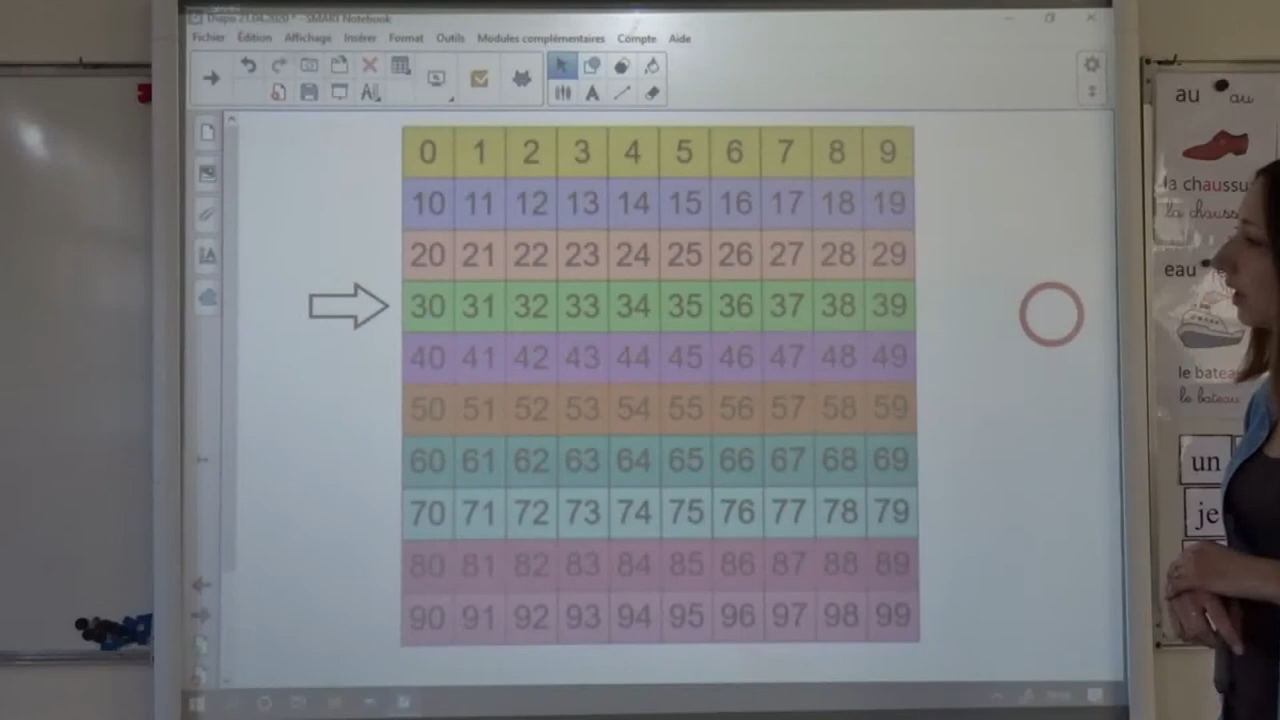 Diapo 21.04.2020 * - SMART Notebook
Fichier Édition Affichage Insérer Format Outils Modules complémentaires Compte Aide
0 1 2 3 4 5 6 7 8 9
10 11 12 13 14 15 16 17 18 19
20 21 22 23 24 25 26 27 28 29
30 31 32 33 34 35 36 37 38 39
40 41 42 43 44 45 46 47 48 49
50 51 52 53 54 55 56 57 58 59
60 61 62 63 64 65 66 67 68 69
70 71 72 73 74 75 76 77 78 79
80 81 82 83 84 85 86 87 88 89
90 91 92 93 94 95 96 97 98 99
au au
la chaussu
la chauss
eau
le bateau
le bateau
un
je